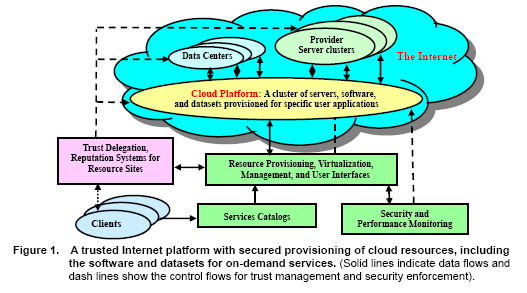 Provider
Server clusters
Data Centers
The Internet
Cloud Platform: A cluster of servers, software,
and datasets provisioned for specific user applications
Trust Delegation,
Reputation Systems for
Resource Sites
Resource Provisioning, Virtualization,
Management, and User Interfaces
Clients
Services Catalogs
Security and
Performance Monitoring
Figure 1. A trusted Internet platform with secured provisioning of cloud resources, including
the software and datasets for on-demand services. (Solid lines indicate data flows and
dash lines show the control flows for trust management and security enforcement).